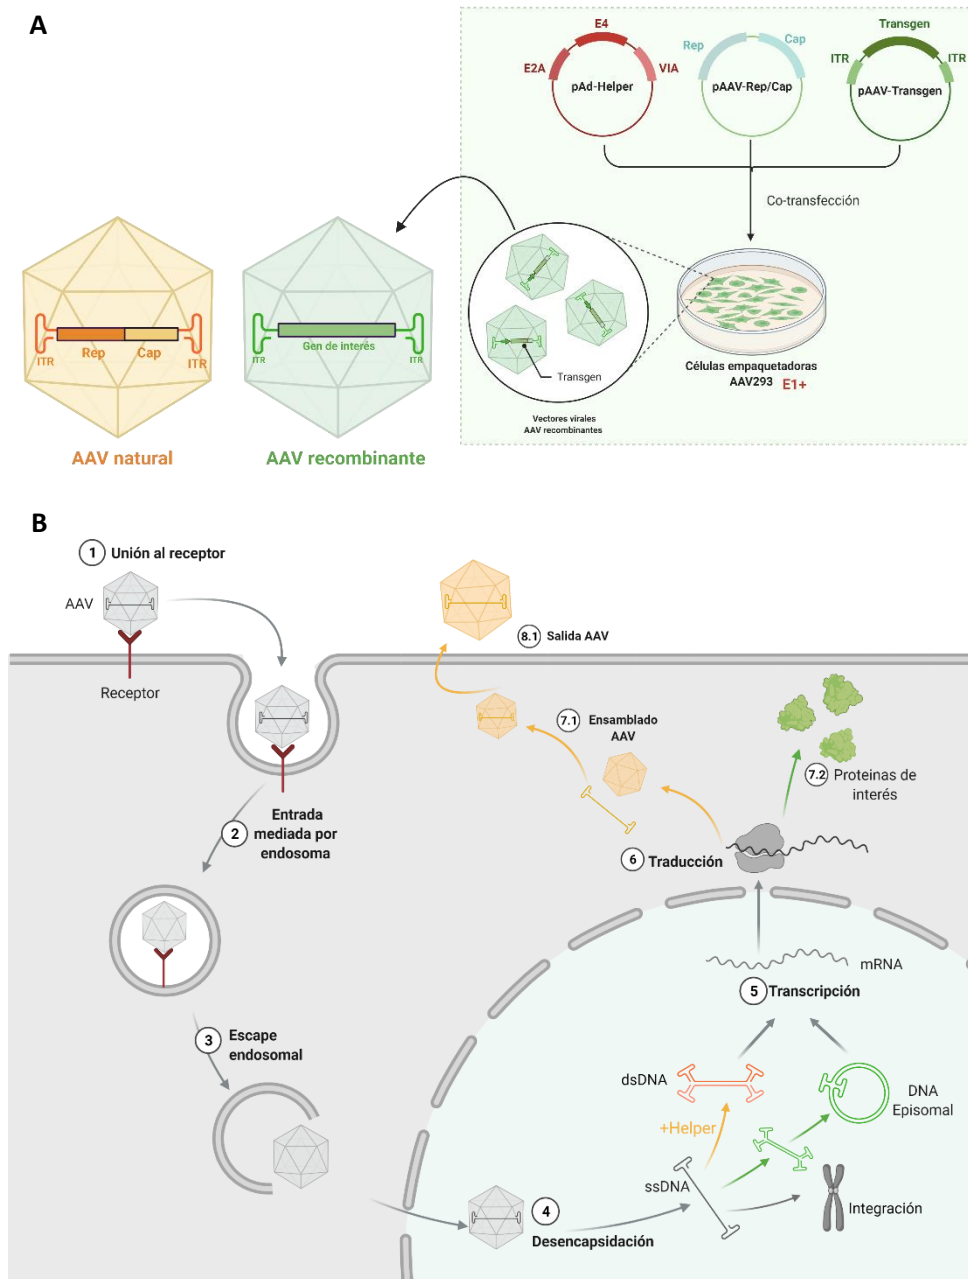 A
E4
E2A
VIA
pAd-Helper
Rep
Cap
pAAV-Rep/Cap
Transgen
ITR
ITR
pAAV-Transgen
Co-transfección
Células empaquetadoras
AAV293 E1+
Transgen
Vectores virales
AAV recombinantes
ITR
Rep
Cap
ITR
AAV natural
ITR
Gen de interés
ITR
AAV recombinante
B
1 Unión al receptor
AAV
Receptor
2 Entrada
mediada por
endosoma
3 Escape
endosomal
4
Desencapsidación
ssDNA
+Helper
dsDNA
DNA
Episomal
Integración
5 Transcripción
mRNA
6 Traducción
7.1 Ensamblado
AAV
8.1 Salida AAV
7.2 Proteinas de
interés